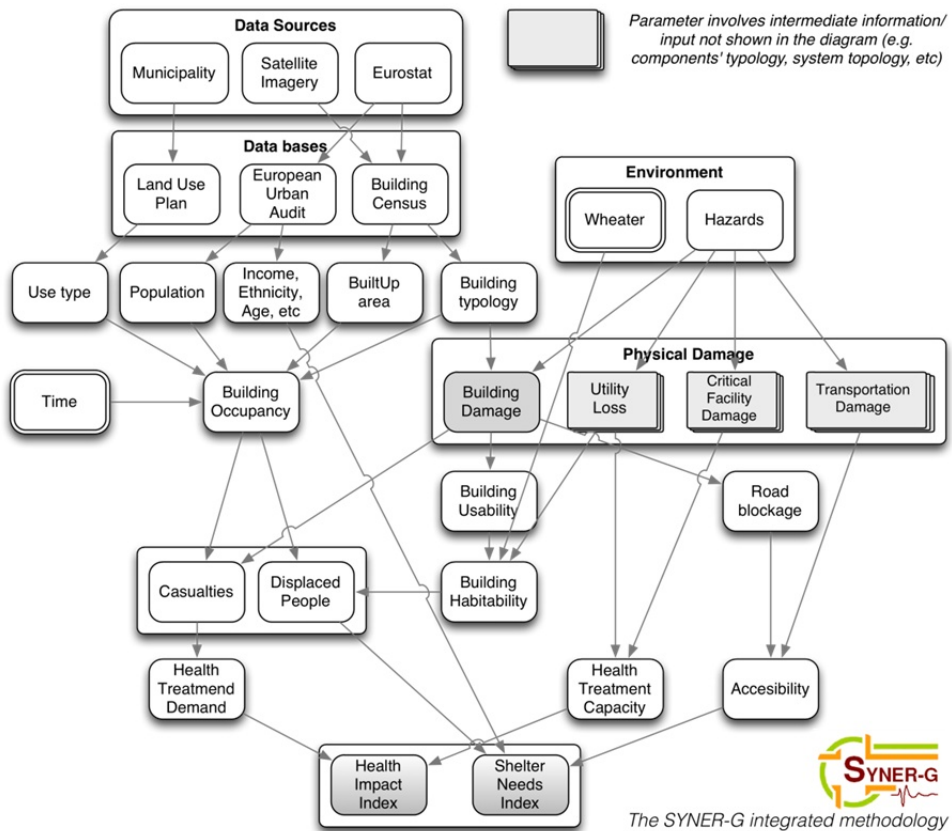 Data Sources
Municipality
Satellite
Imagery
Eurostat
Parameter involves intermediate information/
input not shown in the diagram (e.g.
components' typology, system topology, etc)
Data bases
Land Use
Plan
European
Urban
Audit
Building
Census
Environment
Wheater
Hazards
Use type
Population
Income,
Ethnicity,
Age, etc
BuiltUp
area
Building
typology
Physical Damage
Time
Building
Occupancy
Building
Damage
Utility
Loss
Critical
Facility
Damage
Transportation
Damage
Building
Usability
Road
blockage
Casualties
Displaced
People
Building
Habitability
Health
Treatmend
Demand
Health
Treatment
Capacity
Accesibility
Health
Impact
Index
Shelter
Needs
Index
SYNER-G
The SYNER-G integrated methodology